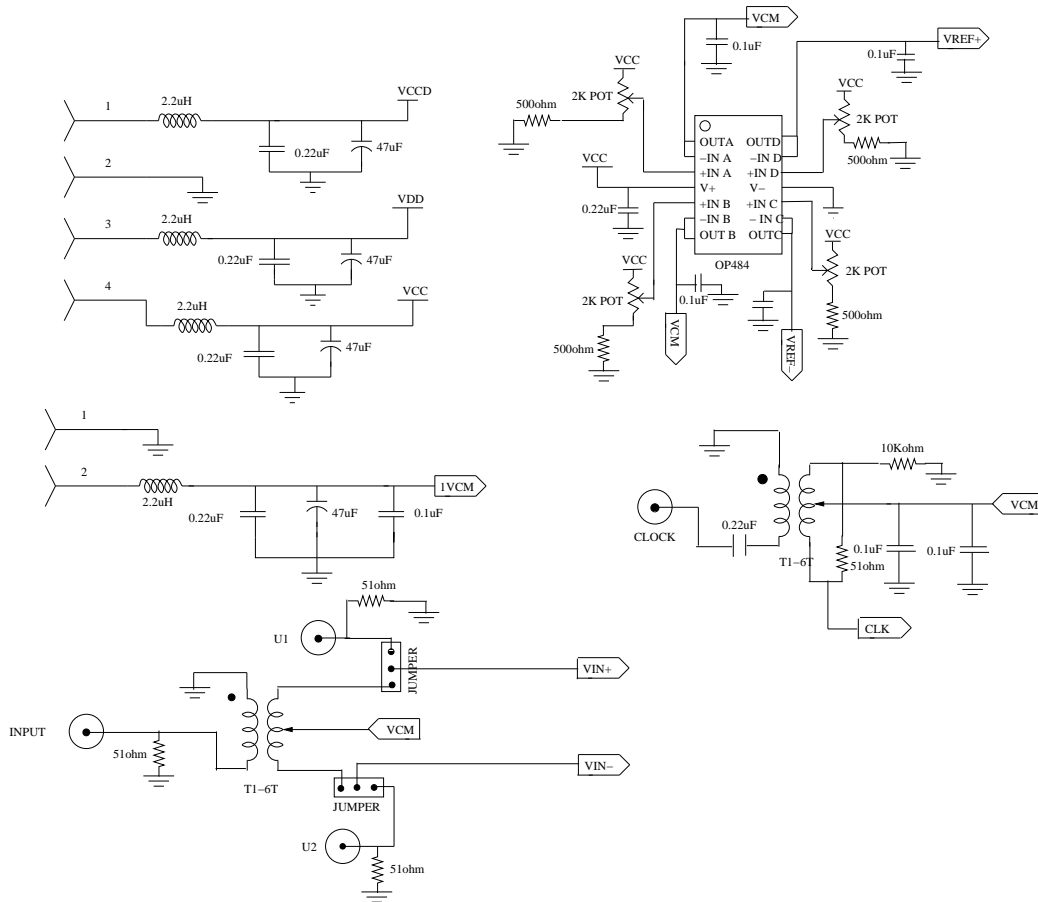 VCM
0.1uF
VREF+
0.1uF
VCC
2K POT
500ohm
VCC
2K POT
500ohm
1
2.2uH
VCCD
0.22uF
47uF
2
3
2.2uH
VDD
0.22uF
47uF
4
2.2uH
VCC
0.22uF
47uF
VCC
0.22uF
OUTA
OUTD
−IN A
−IN D
+IN A
+IN D
V+
V−
+IN B
+IN C
−IN B
− IN C
OUT B
OUTC
OP484
VCC
2K POT
500ohm
0.1uF
VCM
VREF−
VCC
2K POT
500ohm
1
2
2.2uH
1VCM
0.22uF
47uF
0.1uF
10Kohm
CLOCK
0.22uF
T1−6T
VCM
0.1uF
51ohm
0.1uF
CLK
51ohm
U1
JUMPER
VIN+
INPUT
51ohm
T1−6T
VCM
VIN−
JUMPER
U2
51ohm